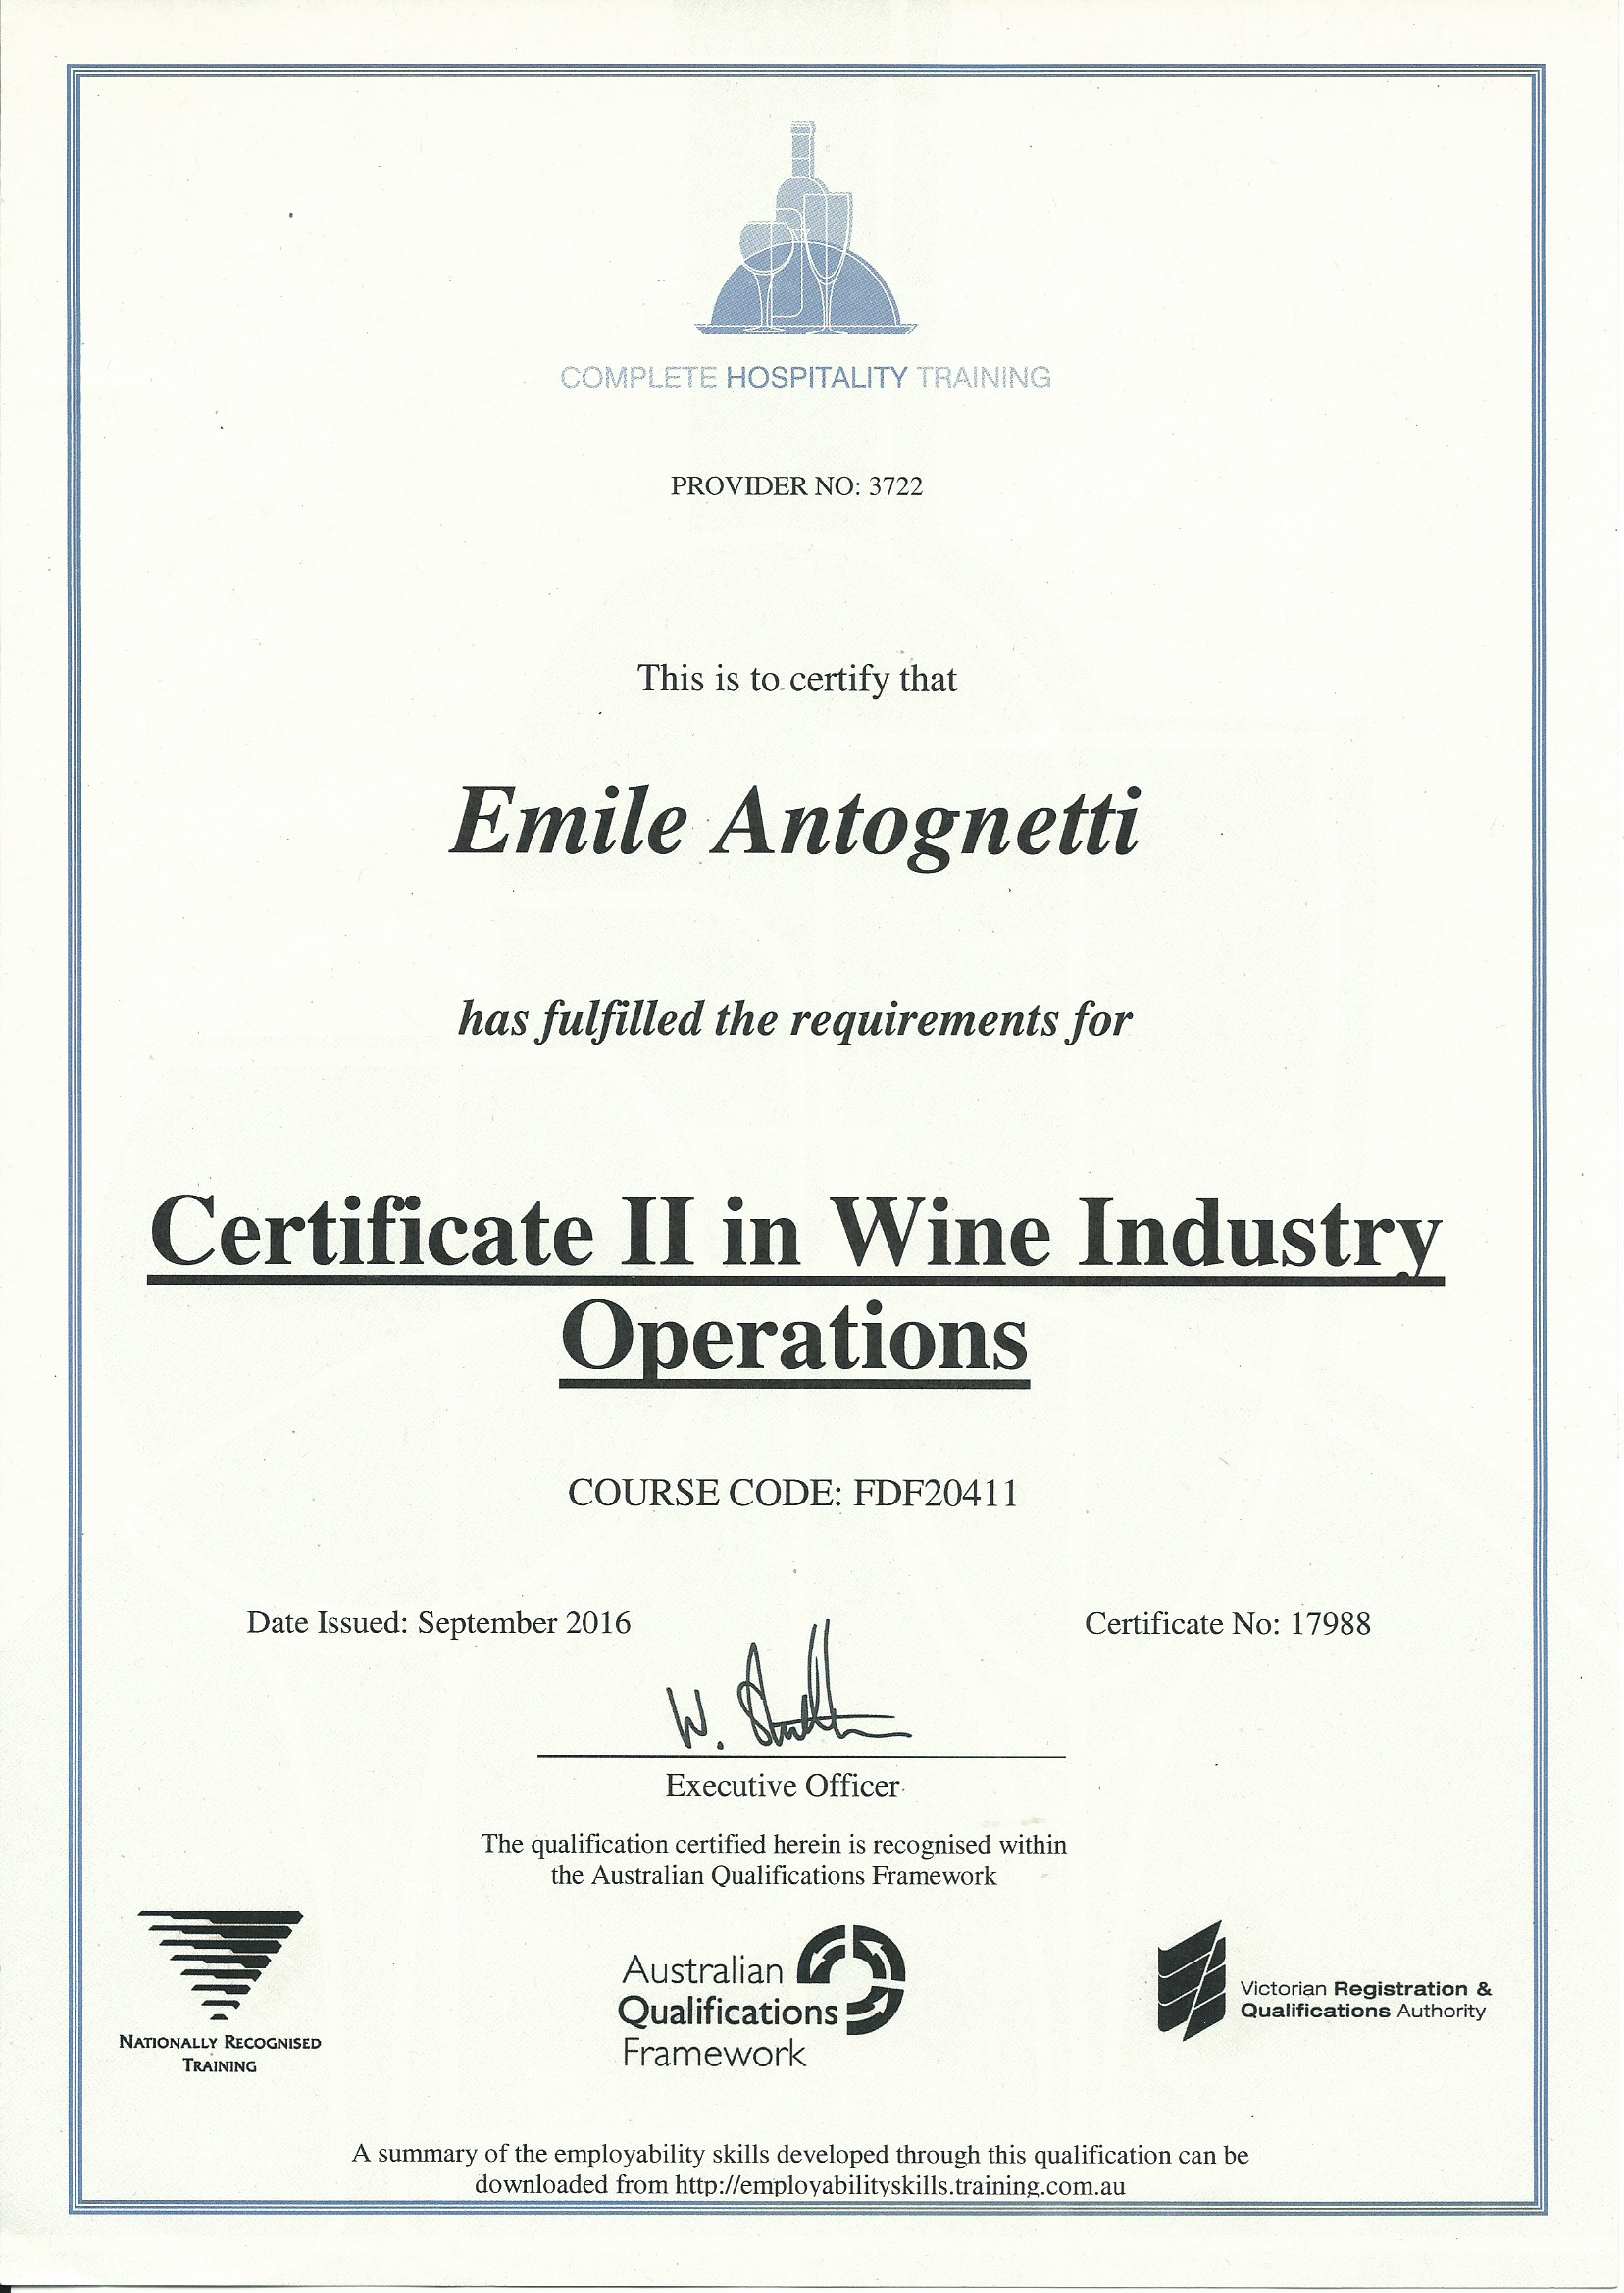 COMPLETE HOSPITALITY TRAINING
PROVIDER NO: 3722
This is to certify that
Emile Antognetti
has fulfilled the requirements for
Certificate II in Wine Industry
Operations
COURSE CODE: FDF20411
Date Issued: September 2016
Certificate No: 17988
W.
Executive Officer
The qualification certified herein is recognised within
the Australian Qualifications Framework
NATIONALLY RECOGNISED
TRAINING
Australian
Qualifications
Framework
Victorian Registration &
Qualifications Authority
A summary of the employability skills developed through this qualification can be
downloaded from http://employabilityskills.training.com.au